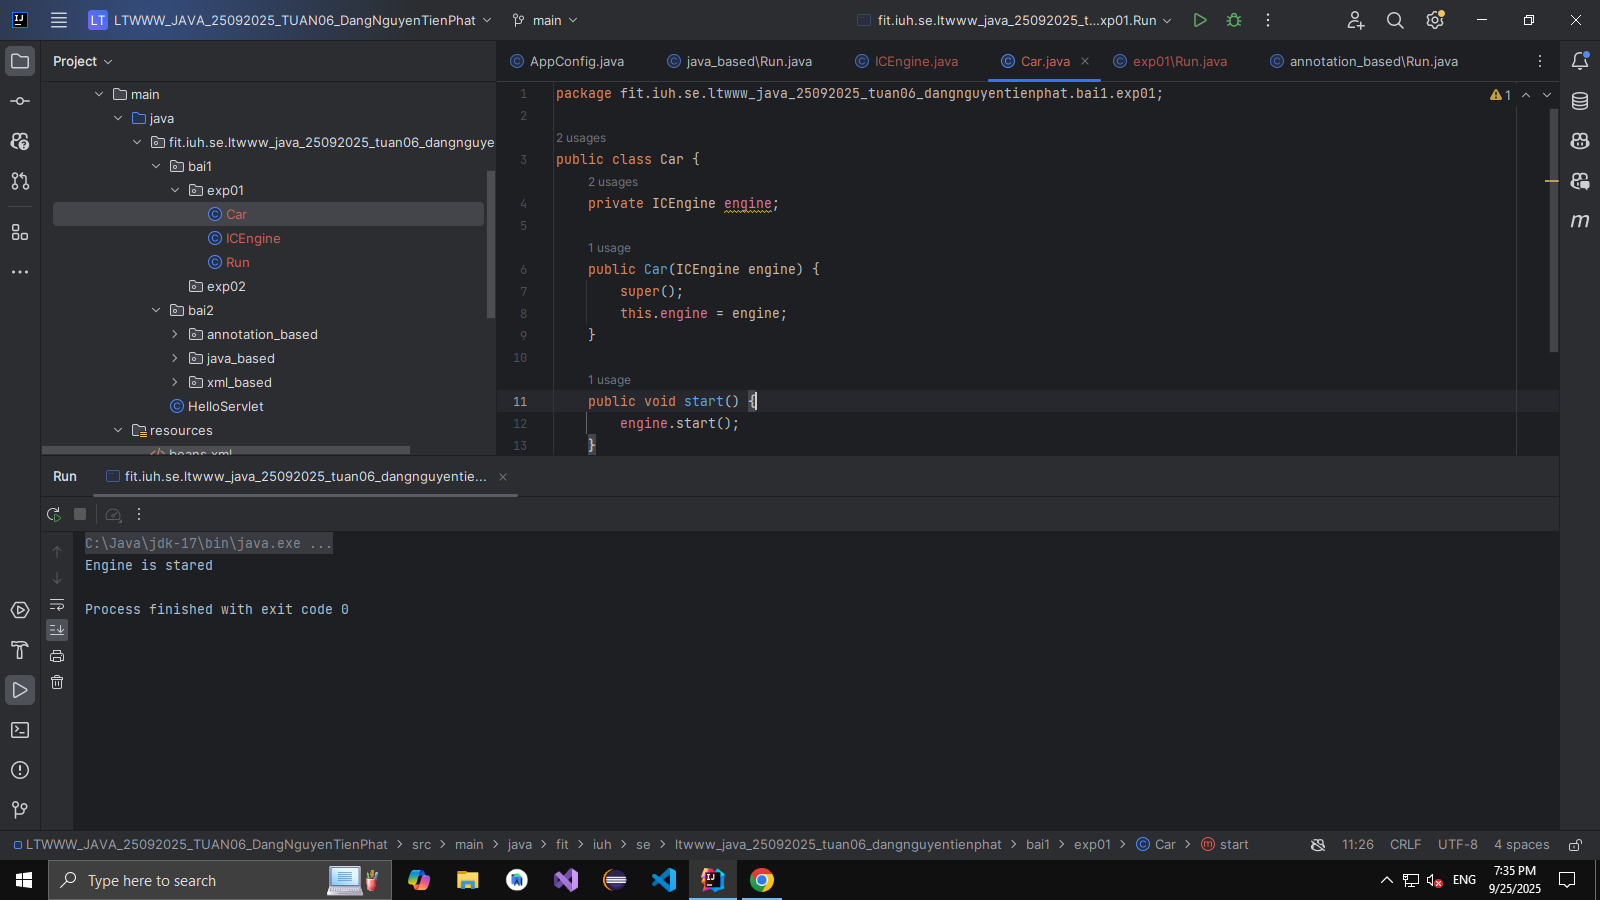 LT LTWWW_JAVA_25092025_TUAN06_DangNguyenTienPhat main fit.iuh.se.ltwww_java_25092025_t...xp01.Run
Project
main
java
fit.iuh.se.ltwww_java_25092025_tuan06_dangnguye
bai1
exp01
Car
ICEngine
Run
exp02
bai2
annotation_based
java_based
xml_based
HelloServlet
resources
beans.xml
AppConfig.java java_based\Run.java ICEngine.java Car.java exp01\Run.java annotation_based\Run.java
1 package fit.iuh.se.ltwww_java_25092025_tuan06_dangnguyentienphat.bai1.exp01; 1
2
2 usages
3 public class Car {
2 usages
4 private ICEngine engine;
5
1 usage
6 public Car(ICEngine engine) {
7 super();
8 this.engine = engine;
9 }
10
1 usage
11 public void start() {
12 engine.start();
13 }
m
Run fit.iuh.se.ltwww_java_25092025_tuan06_dangnguyentie...
C:\Java\jdk-17\bin\java.exe ...
Engine is stared
Process finished with exit code 0
LTWWW_JAVA_25092025_TUAN06_DangNguyenTienPhat > src > main > java > fit > iuh > se > ltwww_java_25092025_tuan06_dangnguyentienphat > bai1 > exp01 > Car > start 11:26 CRLF UTF-8 4 spaces
Type here to search ENG 7:35 PM
9/25/2025